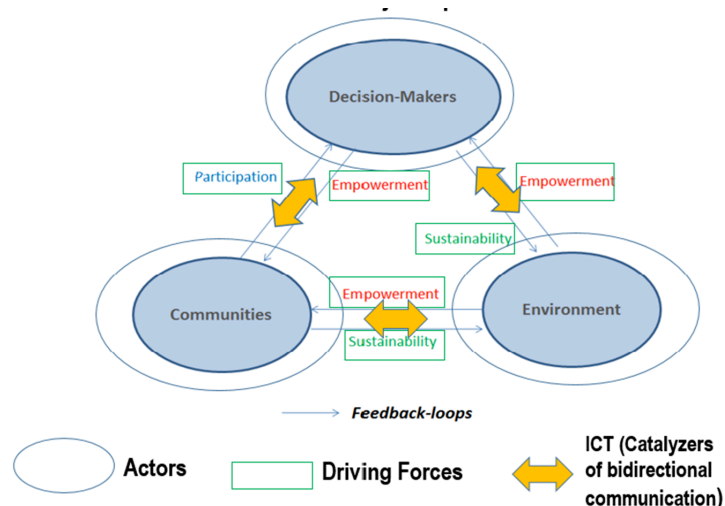 Decision-Makers
Participation
Empowerment
Empowerment
Sustainability
Empowerment
Communities
Environment
Sustainability
Feedback-loops
Actors
Driving Forces
ICT (Catalyzers
of bidirectional
communication)